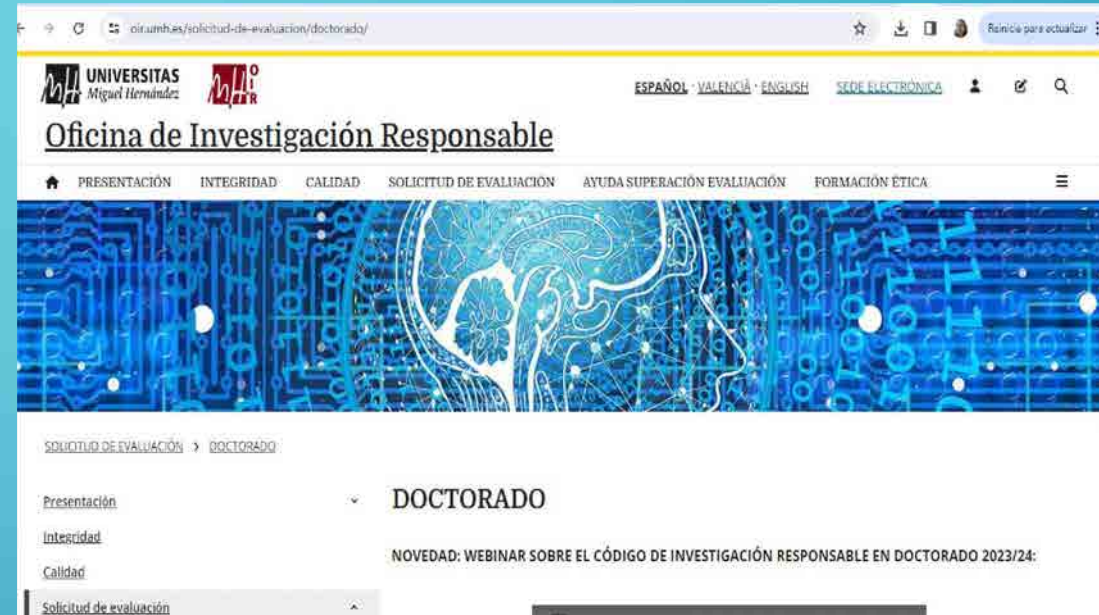 oir.umh.es/solicitud-de-evaluacion/doctorado/
Reinicia para actualizar
UNIVERSITAS
Miguel Hernández
OIR
ESPAÑOL · VALENCIÀ · ENGLISH
SEDE ELECTRÓNICA
Oficina de Investigación Responsable
PRESENTACIÓN INTEGRIDAD CALIDAD SOLICITUD DE EVALUACIÓN AYUDA SUPERACIÓN EVALUACIÓN FORMACIÓN ÉTICA
SOLICITUD DE EVALUACIÓN > DOCTORADO
Presentación
Integridad
Calidad
Solicitud de evaluación
DOCTORADO
NOVEDAD: WEBINAR SOBRE EL CÓDIGO DE INVESTIGACIÓN RESPONSABLE EN DOCTORADO 2023/24: